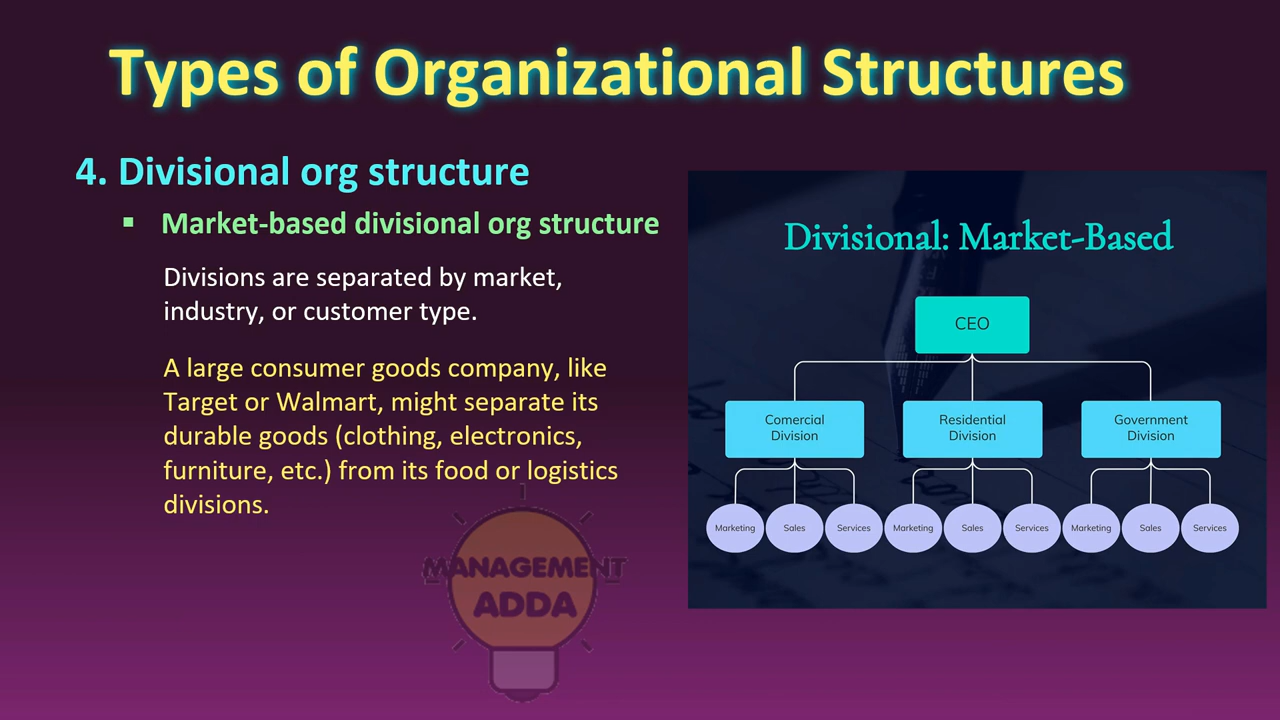 Types of Organizational Structures
4. Divisional org structure
▪ Market-based divisional org structure
Divisions are separated by market,
industry, or customer type.
A large consumer goods company, like
Target or Walmart, might separate its
durable goods (clothing, electronics,
furniture, etc.) from its food or logistics
divisions.
MANAGEMENT
ADDA
Divisional: Market-Based
CEO
Comercial
Division
Residential
Division
Government
Division
Marketing
Sales
Services
Marketing
Sales
Services
Marketing
Sales
Services